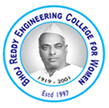 BHOJ REDDY ENGINEERING COLLEGE FOR WOMEN
1919 - 2001
Estd 1997